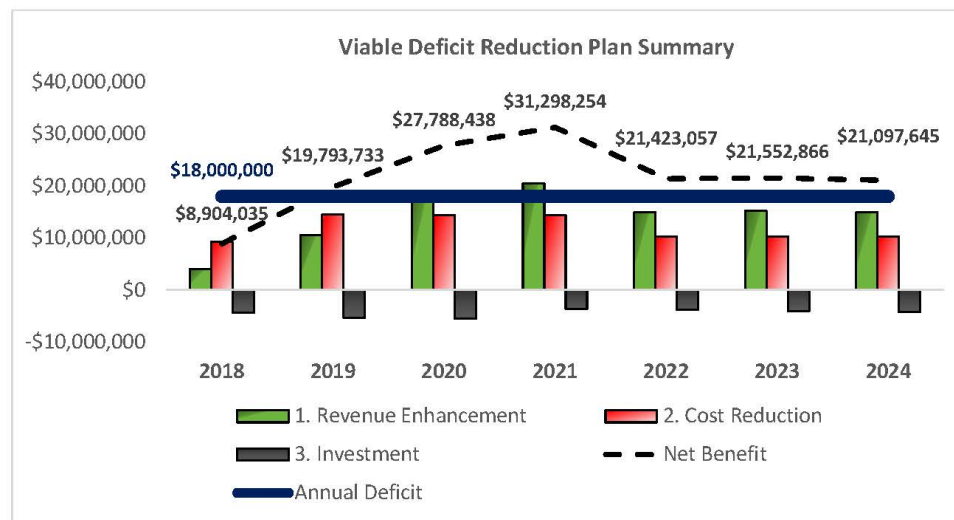 Viable Deficit Reduction Plan Summary
$40,000,000
$30,000,000
$20,000,000
$10,000,000
$0
-$10,000,000
$18,000,000
$8,904,035
$19,793,733
$27,788,438
$31,298,254
$21,423,057
$21,552,866
$21,097,645
2018 2019 2020 2021 2022 2023 2024
1. Revenue Enhancement
2. Cost Reduction
3. Investment
Net Benefit
Annual Deficit